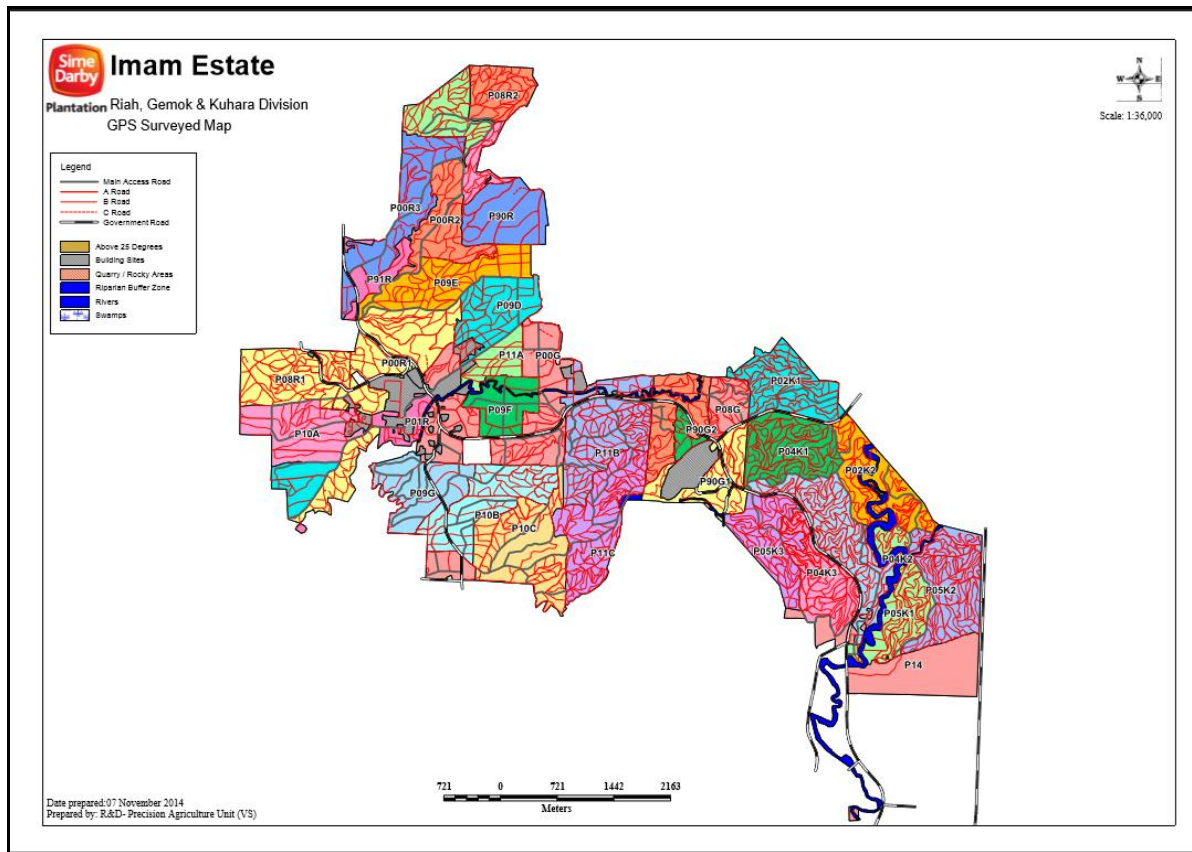 Sime
Darby
Plantation
Imam Estate
Riah, Gemok & Kuhara Division
GPS Surveyed Map
N
W E
S
Scale: 1:36,000
Legend
Main Access Road
A Road
B Road
C Road
Government Road
Above 25 Degrees
Building Sites
Quarry / Rocky Areas
Riparian Buffer Zone
Rivers
Swamps
P08R2
P00R3
P90R
P00R2
P91R
P09E
P09D
P11A
P00G
P00R1
P08R1
P02K1
P09F
P08G
P01R
P90G2
P10A
P11B
P04K1
P02K2
P90G1
P09G
P10B
P10C
P11C
P05K3
P04K2
P04K3
P05K2
P05K1
P14
721 0 721 1442 2163
Meters
Date prepared:07 November 2014
Prepared by: R&D- Precision Agriculture Unit (VS)